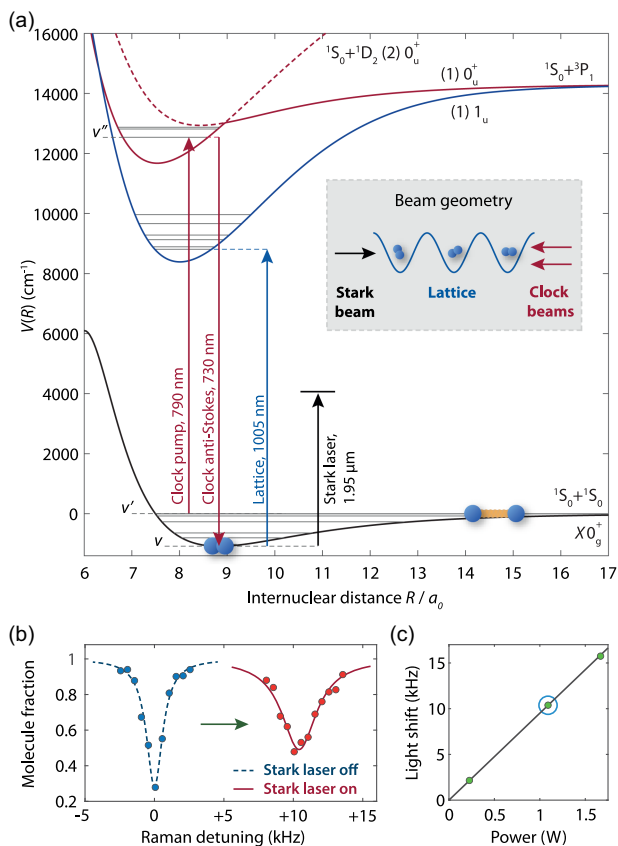 (a)
16000
14000
12000
10000
8000
6000
4000
2000
0
V(R) (cm⁻¹)
¹S₀+¹D₂ (2) 0ᵤ⁺
(1) 0ᵤ⁺
¹S₀+³P₁
(1) 1ᵤ
v″
Beam geometry
Stark
beam
Lattice
Clock
beams
Clock pump, 790 nm
Clock anti-Stokes, 730 nm
Lattice, 1005 nm
Stark laser,
1.95 μm
v′
v
¹S₀+¹S₀
X0g⁺
6 7 8 9 10 11 12 13 14 15 16 17
Internuclear distance R / a₀
(b)
1
0.8
0.6
0.4
0.2
Molecule fraction
Stark laser off
Stark laser on
-5 0 +5 +10 +15
Raman detuning (kHz)
(c)
15
10
5
0
Light shift (kHz)
0 0.5 1 1.5
Power (W)